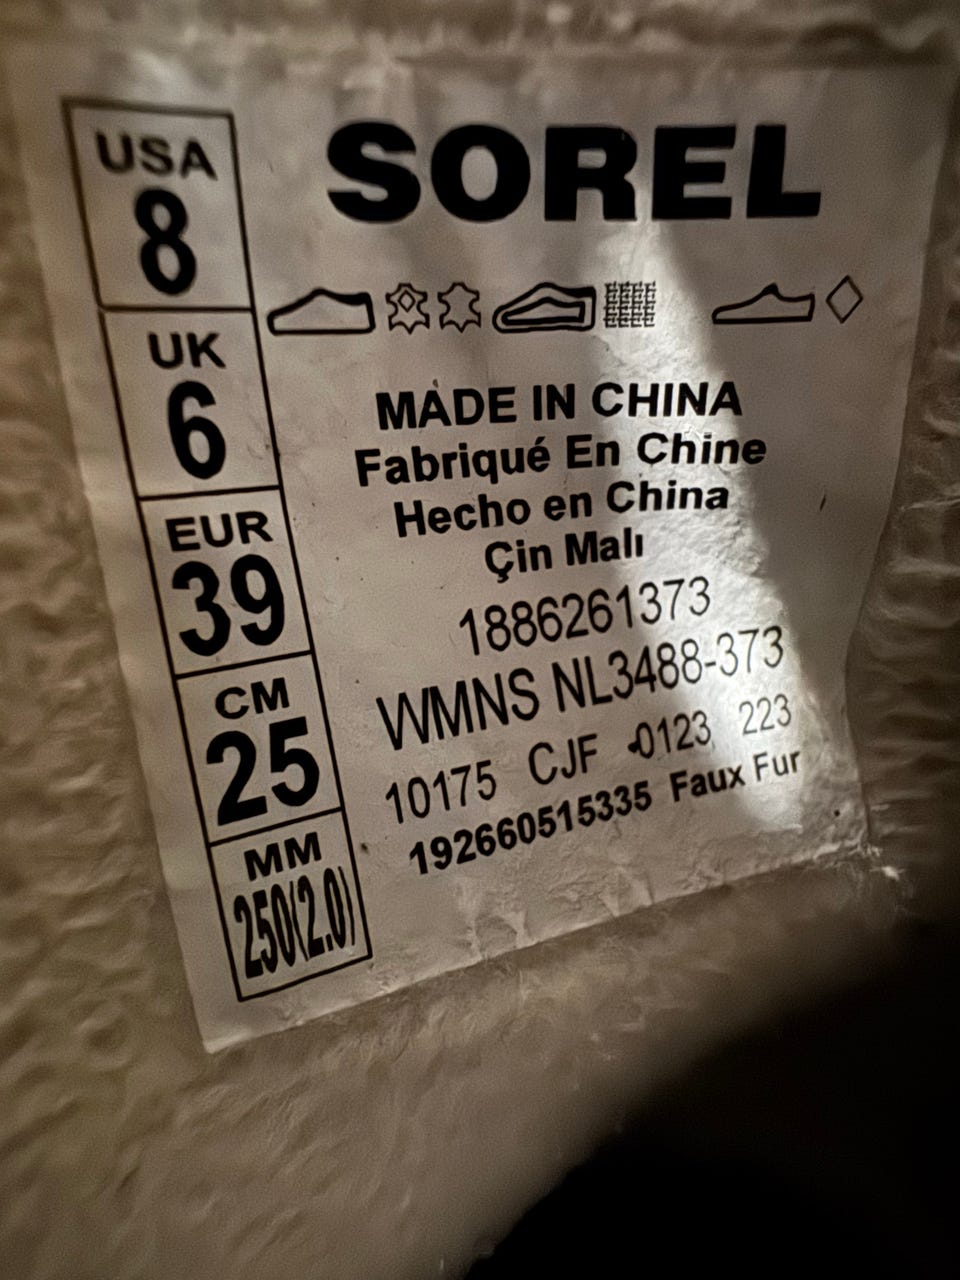 SOREL
USA
8
UK
6
EUR
39
CM
25
MM
250(2.0)
MADE IN CHINA
Fabriqué En Chine
Hecho en China
Çin Malı
1886261373
WMNS NL3488-373
10175 CJF -0123 223
192660515335 Faux Fur